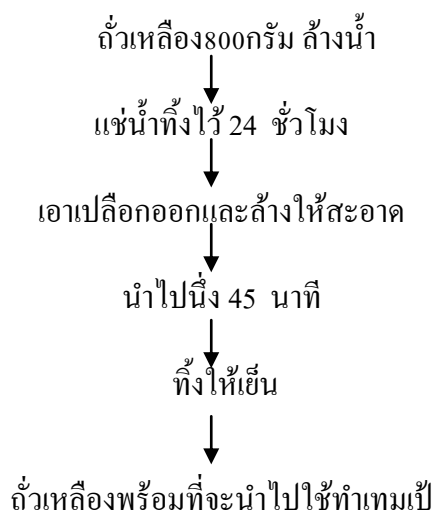 ถั่วเหลือง800กรัม ล้างน้ำ
แช่น้ำทิ้งไว้ 24 ชั่วโมง
เอาเปลือกออกและล้างให้สะอาด
นำไปนึ่ง 45 นาที
ทิ้งให้เย็น
ถั่วเหลืองพร้อมที่จะนำไปใช้ทำเทมเป้